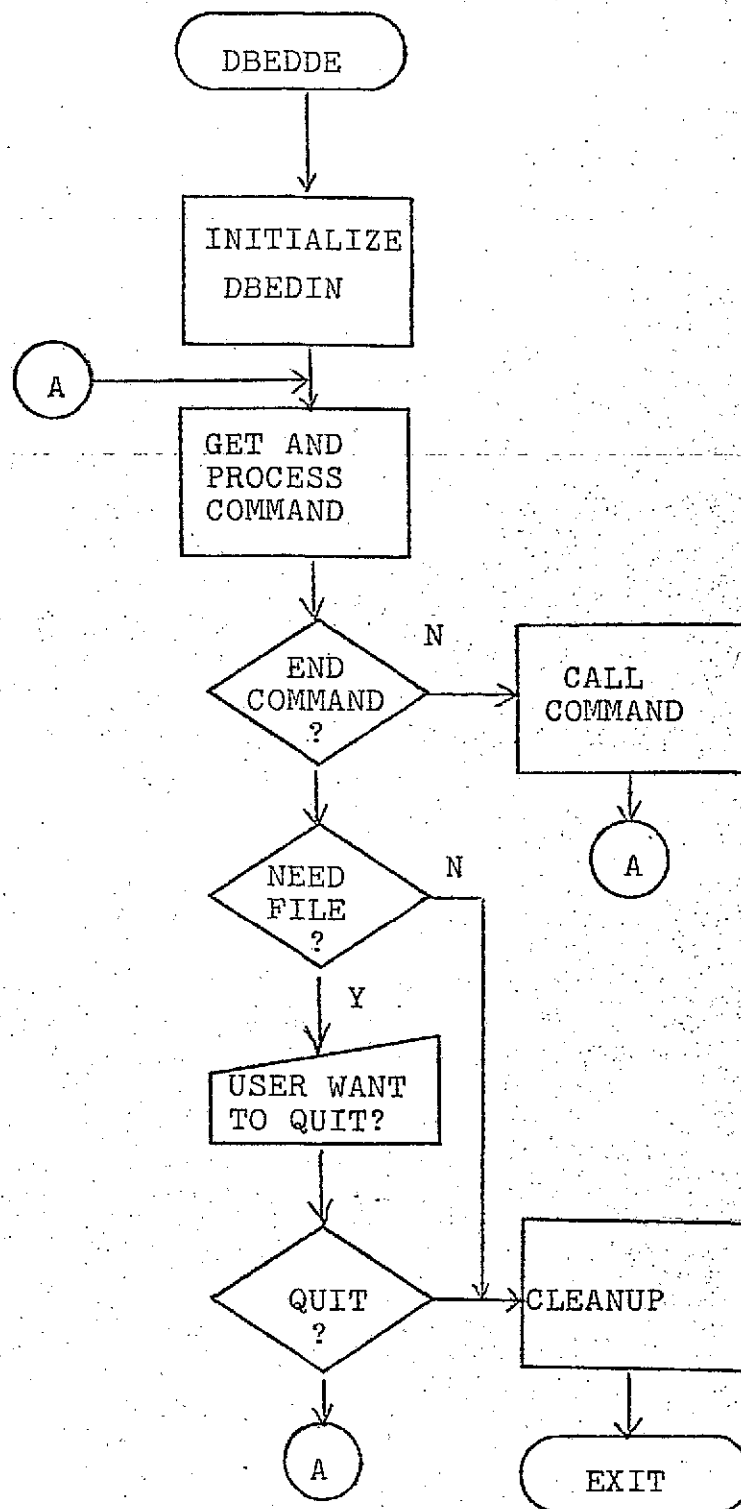 DBEDDE
INITIALIZE
DBEDIN
A
GET AND
PROCESS
COMMAND
N
END
COMMAND
?
CALL
COMMAND
A
NEED
FILE
?
N
Y
USER WANT
TO QUIT?
QUIT
?
CLEANUP
A
EXIT